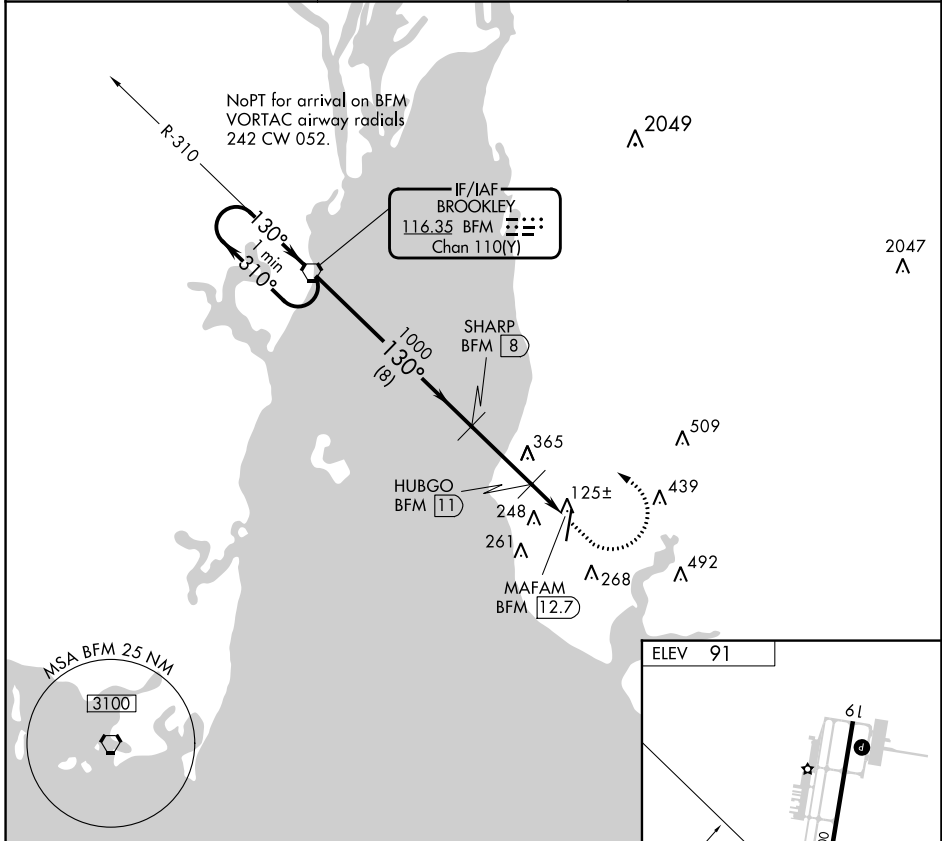 NoPT for arrival on BFM
VORTAC airway radials
242 CW 052.
R-310
2049
IF/IAF
BROOKLEY
116.35 BFM
Chan 110(Y)
130°
1 min
310°
2047
1000
130°
(8)
SHARP
BFM 8
509
365
HUBGO
BFM 11
125±
439
248
261
268
492
MAFAM
BFM 12.7
MSA BFM 25 NM
3100
ELEV 91
19
P